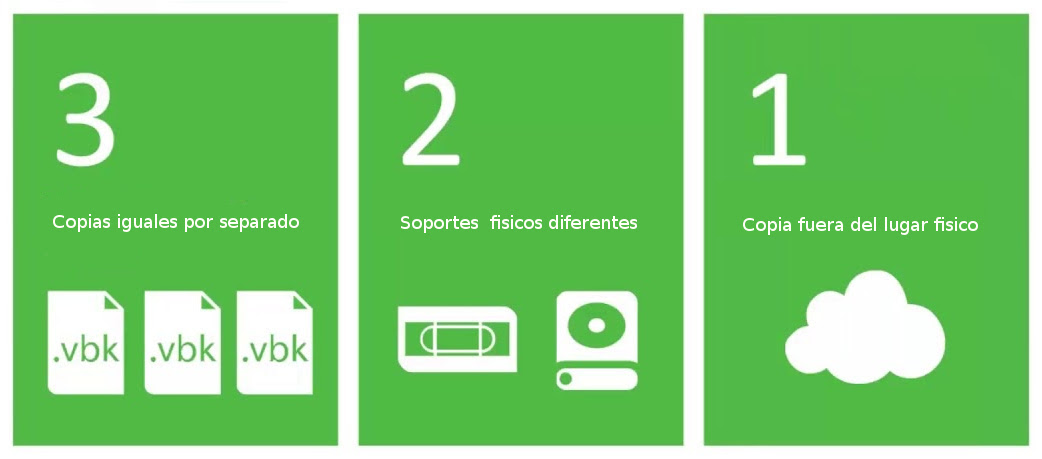 3
Copias iguales por separado
.vbk
.vbk
.vbk
2
Soportes fisicos diferentes
1
Copia fuera del lugar fisico